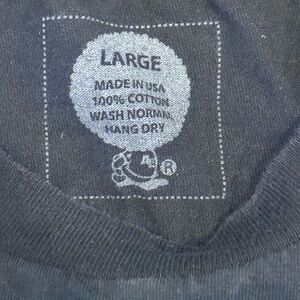 LARGE
MADE IN USA
100% COTTON
WASH NORMAL
HANG DRY
®